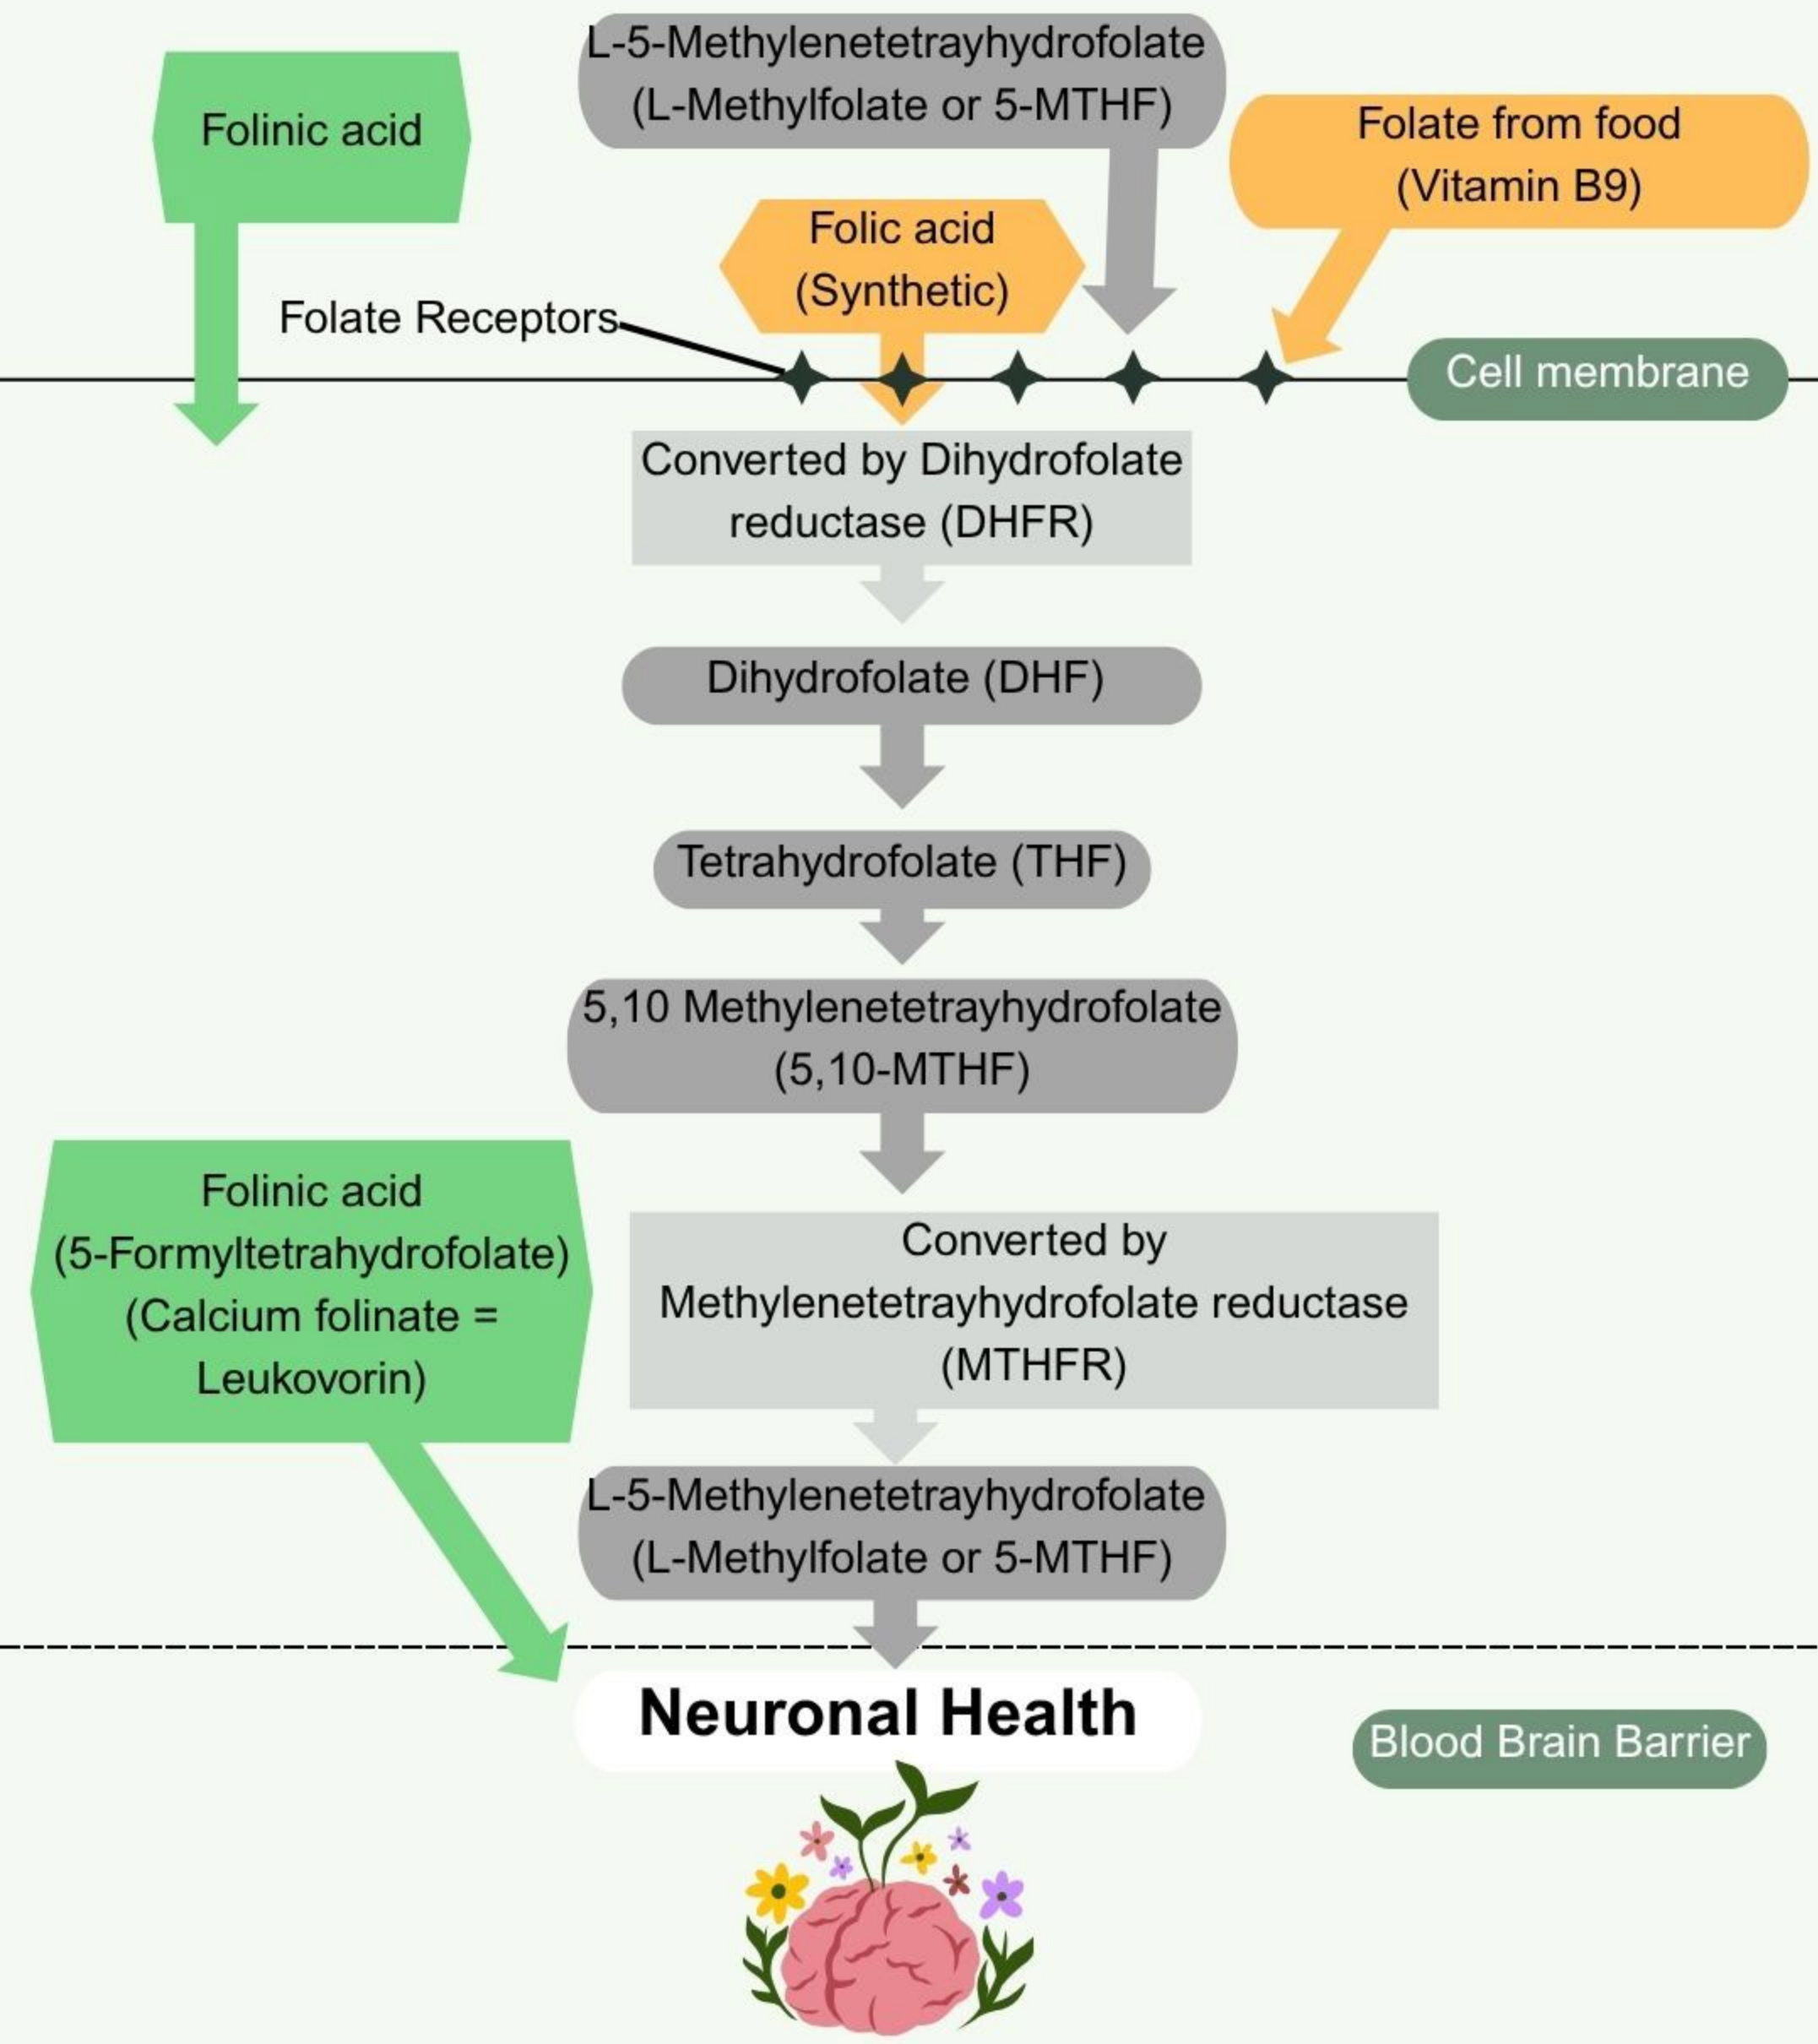 L-5-Methylenetetrayhydrofolate
(L-Methylfolate or 5-MTHF)
Folinic acid
Folate from food
(Vitamin B9)
Folic acid
(Synthetic)
Folate Receptors
Cell membrane
Converted by Dihydrofolate
reductase (DHFR)
Dihydrofolate (DHF)
Tetrahydrofolate (THF)
5,10 Methylenetetrayhydrofolate
(5,10-MTHF)
Folinic acid
(5-Formyltetrahydrofolate)
(Calcium folinate =
Leukovorin)
Converted by
Methylenetetrayhydrofolate reductase
(MTHFR)
L-5-Methylenetetrayhydrofolate
(L-Methylfolate or 5-MTHF)
Neuronal Health
Blood Brain Barrier